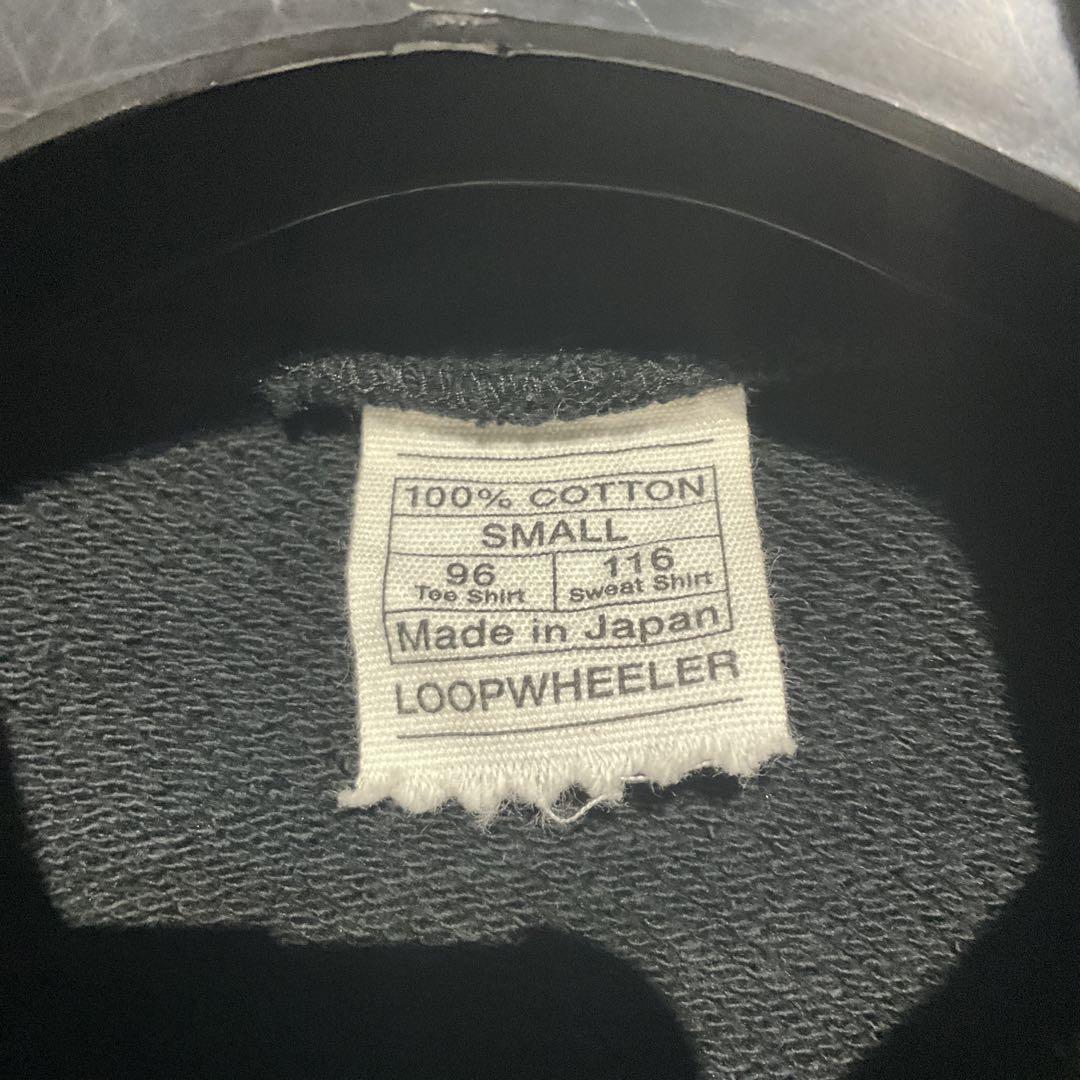 100% COTTON
SMALL
96 116
Tee Shirt Sweat Shirt
Made in Japan
LOOPWHEELER